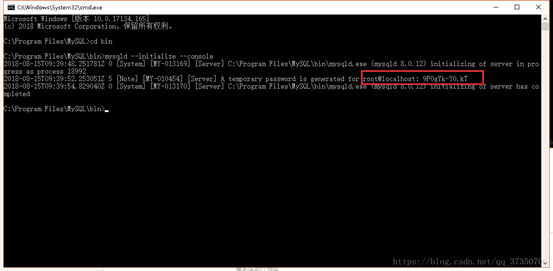 C:\Windows\System32\cmd.exe
Microsoft Windows [版本 10.0.17134.165]
(c) 2018 Microsoft Corporation。保留所有权利。
C:\Program Files\MySQL>cd bin
C:\Program Files\MySQL\bin>mysqld --initialize --console
2018-08-15T09:39:43.251781Z 0 [System] [MY-013169] [Server] C:\Program Files\MySQL\bin\mysqld.exe (mysqld 8.0.12) initializing of server in pro
gress as process 18992
2018-08-15T09:39:52.253051Z 5 [Note] [MY-010454] [Server] A temporary password is generated for root@localhost: 9P0gYk-70,kT
2018-08-15T09:39:54.829040Z 0 [System] [MY-013170] [Server] C:\Program Files\MySQL\bin\mysqld.exe (mysqld 8.0.12) initializing of server has co
mpleted
C:\Program Files\MySQL\bin>
https://blog.csdn.net/qq_3735070